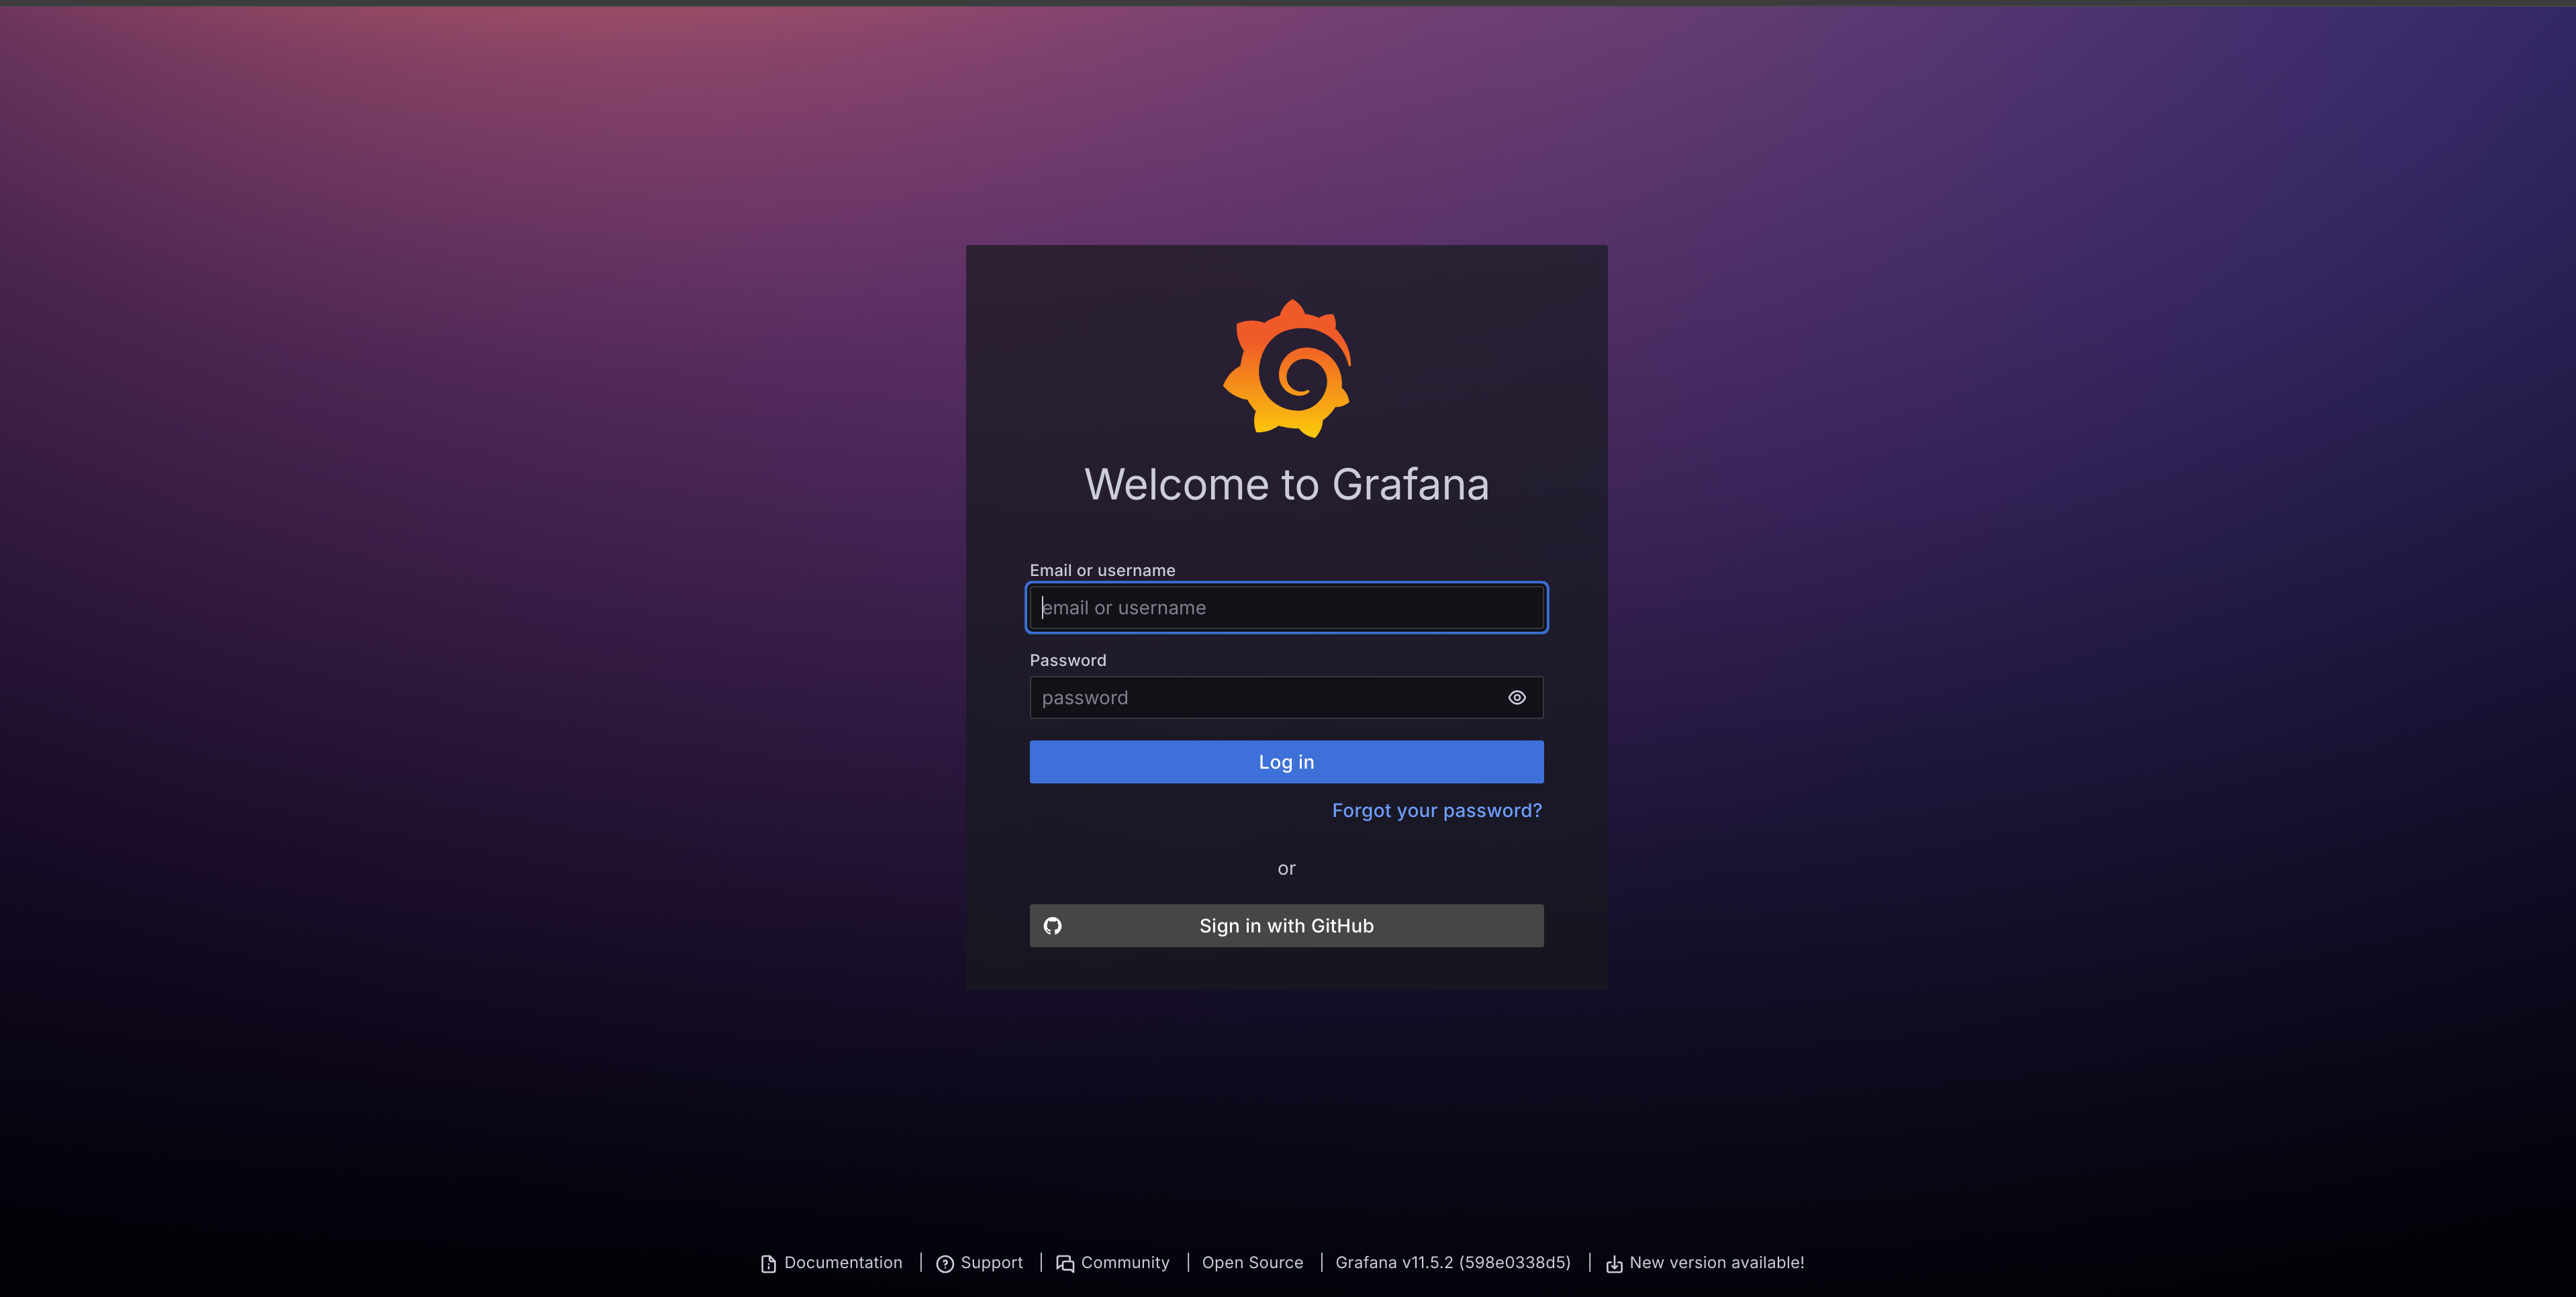 Welcome to Grafana
Email or username
email or username
Password
password
Log in
Forgot your password?
or
Sign in with GitHub
Documentation | Support | Community | Open Source | Grafana v11.5.2 (598e0338d5) | New version available!